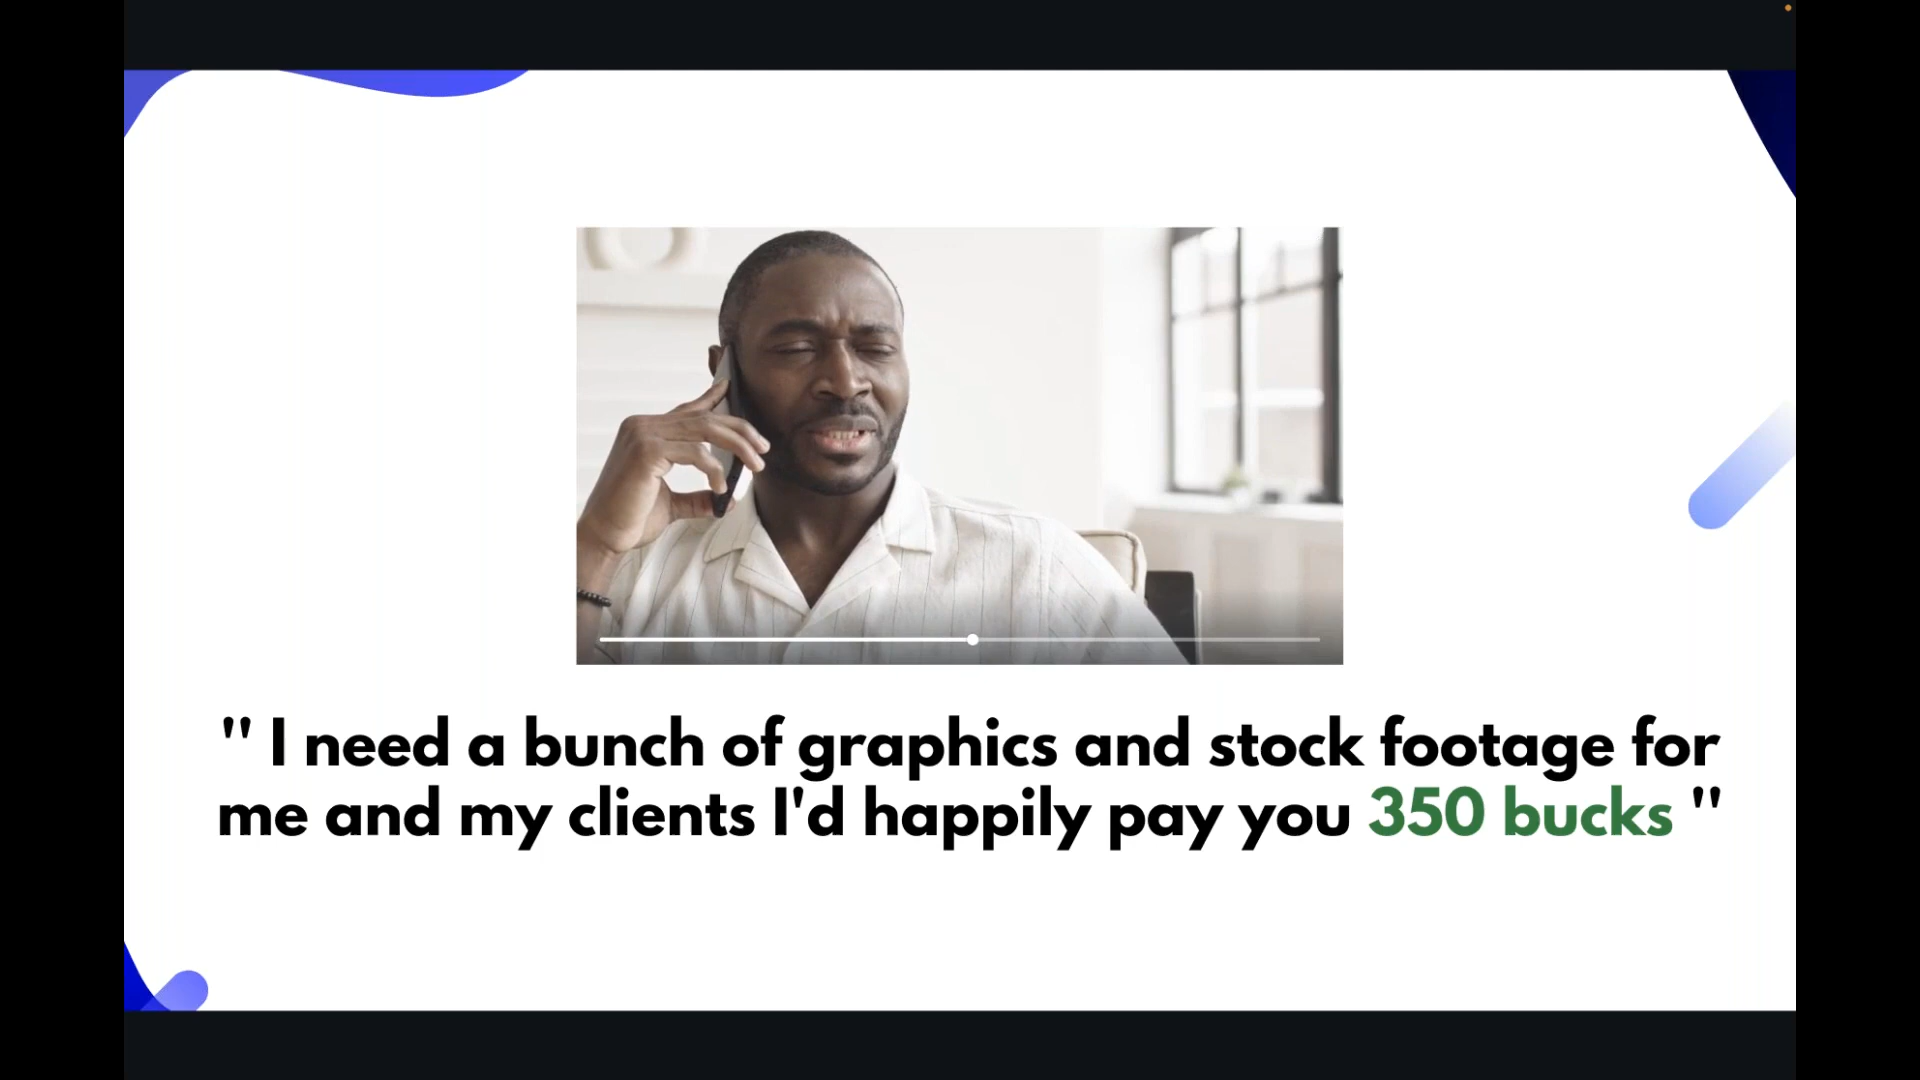 " I need a bunch of graphics and stock footage for
me and my clients I'd happily pay you 350 bucks "